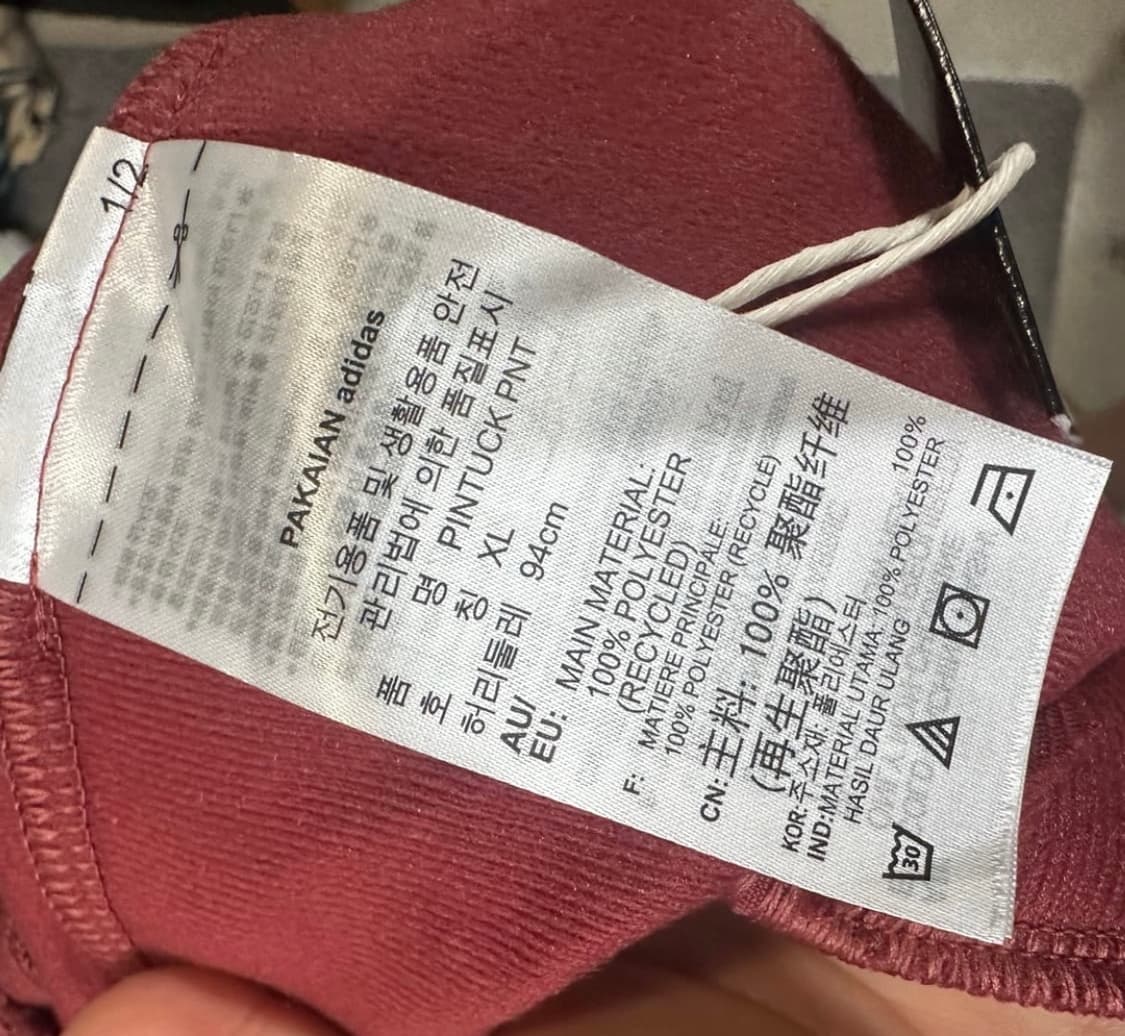 1/2
PAKAIAN adidas
전기용품 및 생활용품 안전
관리법에 의한 품질표시
품 명 PINTUCK PNT
호 칭 XL
허리둘레 94cm
AU/
EU: MAIN MATERIAL:
100% POLYESTER
(RECYCLED)
F: MATIERE PRINCIPALE:
100% POLYESTER (RECYCLÉ)
CN: 主料: 100% 聚酯纤维
(再生聚酯)
KOR: 주소재: 폴리에스터 100%
IND:MATERIAL UTAMA: 100% POLYESTER
HASIL DAUR ULANG
30